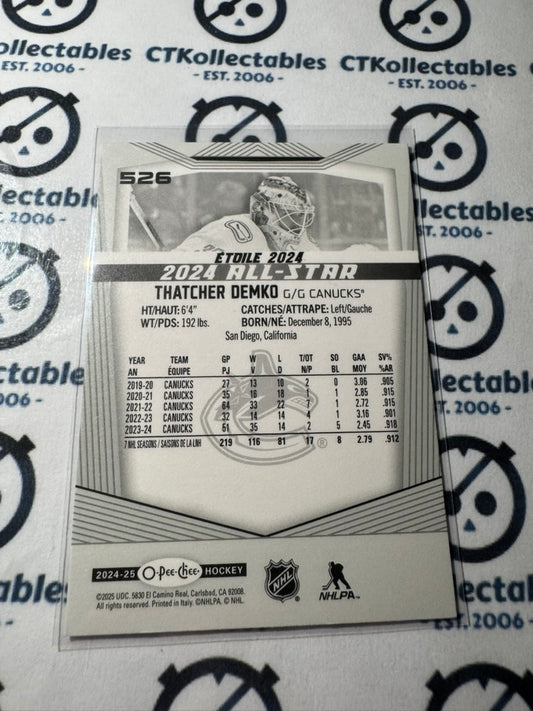 Kollectables
EST. 2006 -
CTKollectables
- EST. 2006 -
CTKollectables
- EST. 2006 -
526
ÉTOILE 2024
2024 ALL-STAR
THATCHER DEMKO G/G CANUCKS®
HT/HAUT: 6'4" CATCHES/ATTRAPE: Left/Gauche
WT/PDS: 192 lbs. BORN/NÉ: December 8, 1995
San Diego, California
YEAR TEAM GP W L T/OT SO GAA SV%
AN ÉQUIPE PJ V D N/P BL MOY %AR
2019-20 CANUCKS 27 13 10 2 0 3.06 .905
2020-21 CANUCKS 35 16 18 1 1 2.85 .915
2021-22 CANUCKS 64 33 22 7 1 2.72 .915
2022-23 CANUCKS 32 14 14 4 1 3.16 .901
2023-24 CANUCKS 51 35 14 2 5 2.45 .918
7 NHL SEASONS / SAISONS DE LA LNH 219 116 81 17 8 2.79 .912
2024-25 O-Pee-Chee HOCKEY
NHL
NHLPA™
©2025 UDC. 5830 El Camino Real, Carlsbad, CA 92008.
All rights reserved. Printed in Italy. ©NHLPA. © NHL.